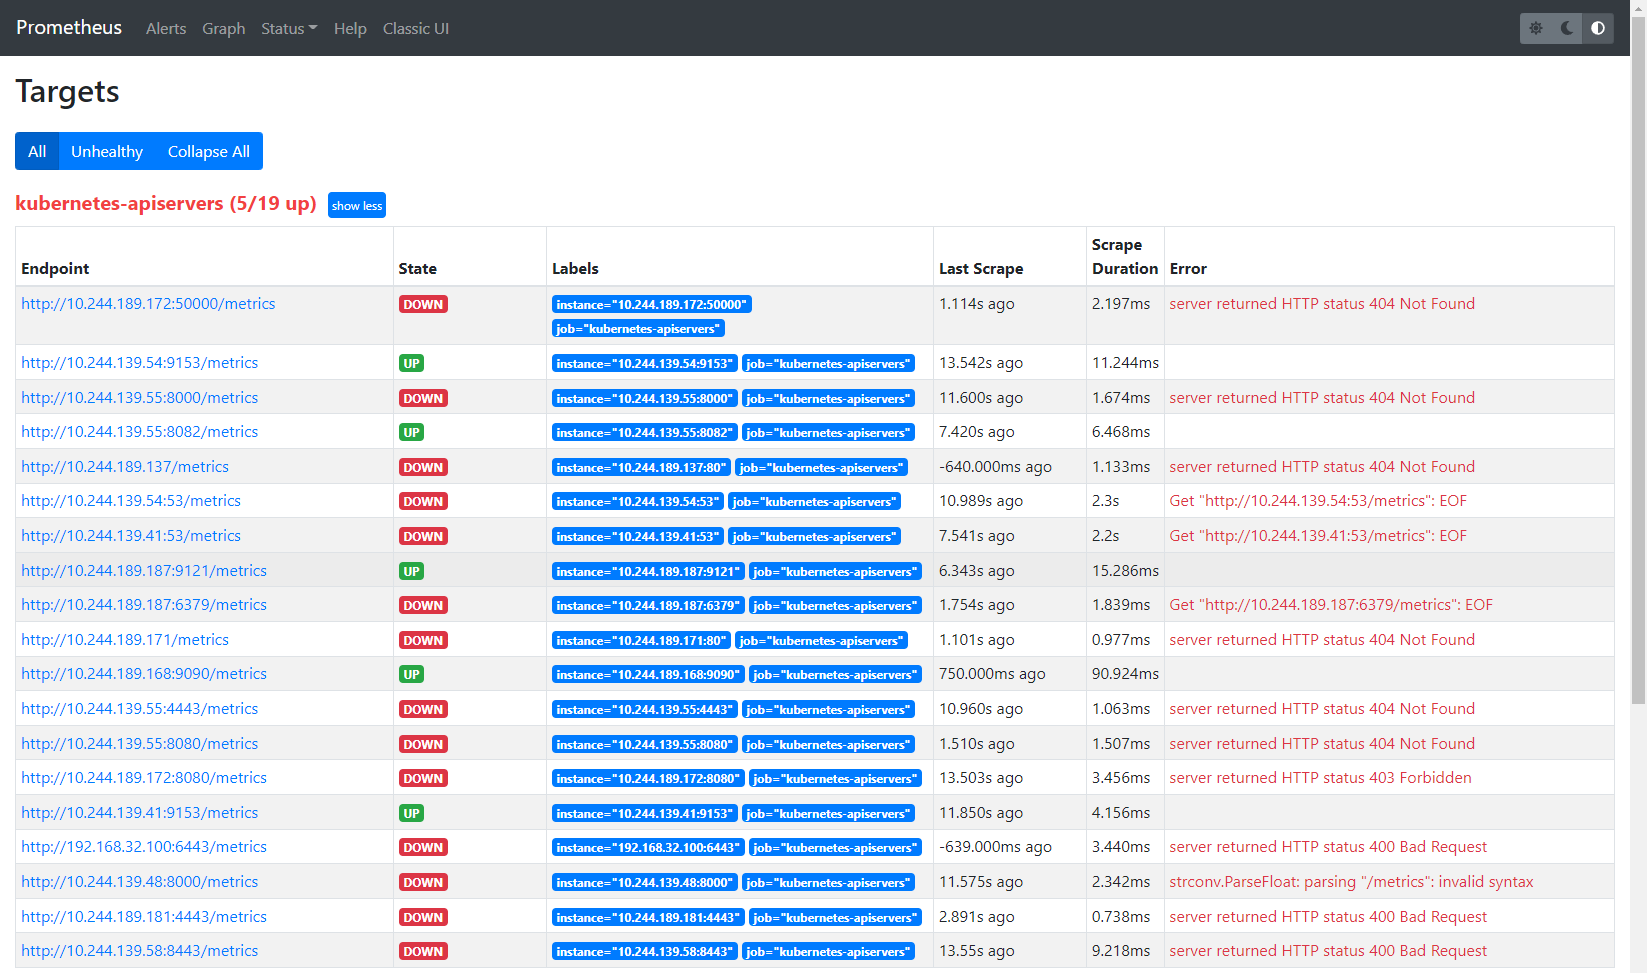 Prometheus Alerts Graph Status Help Classic UI
Targets
All Unhealthy Collapse All
kubernetes-apiservers (5/19 up) show less
Endpoint State Labels Last Scrape Scrape Duration Error
http://10.244.189.172:50000/metrics DOWN instance="10.244.189.172:50000" 1.114s ago 2.197ms server returned HTTP status 404 Not Found
job="kubernetes-apiservers"
http://10.244.139.54:9153/metrics UP instance="10.244.139.54:9153" job="kubernetes-apiservers" 13.542s ago 11.244ms
http://10.244.139.55:8000/metrics DOWN instance="10.244.139.55:8000" job="kubernetes-apiservers" 11.600s ago 1.674ms server returned HTTP status 404 Not Found
http://10.244.139.55:8082/metrics UP instance="10.244.139.55:8082" job="kubernetes-apiservers" 7.420s ago 6.468ms
http://10.244.189.137/metrics DOWN instance="10.244.189.137:80" job="kubernetes-apiservers" -640.000ms ago 1.133ms server returned HTTP status 404 Not Found
http://10.244.139.54:53/metrics DOWN instance="10.244.139.54:53" job="kubernetes-apiservers" 10.989s ago 2.3s Get "http://10.244.139.54:53/metrics": EOF
http://10.244.139.41:53/metrics DOWN instance="10.244.139.41:53" job="kubernetes-apiservers" 7.541s ago 2.2s Get "http://10.244.139.41:53/metrics": EOF
http://10.244.189.187:9121/metrics UP instance="10.244.189.187:9121" job="kubernetes-apiservers" 6.343s ago 15.286ms
http://10.244.189.187:6379/metrics DOWN instance="10.244.189.187:6379" job="kubernetes-apiservers" 1.754s ago 1.839ms Get "http://10.244.189.187:6379/metrics": EOF
http://10.244.189.171/metrics DOWN instance="10.244.189.171:80" job="kubernetes-apiservers" 1.101s ago 0.977ms server returned HTTP status 404 Not Found
http://10.244.189.168:9090/metrics UP instance="10.244.189.168:9090" job="kubernetes-apiservers" 750.000ms ago 90.924ms
http://10.244.139.55:4443/metrics DOWN instance="10.244.139.55:4443" job="kubernetes-apiservers" 10.960s ago 1.063ms server returned HTTP status 404 Not Found
http://10.244.139.55:8080/metrics DOWN instance="10.244.139.55:8080" job="kubernetes-apiservers" 1.510s ago 1.507ms server returned HTTP status 404 Not Found
http://10.244.189.172:8080/metrics DOWN instance="10.244.189.172:8080" job="kubernetes-apiservers" 13.503s ago 3.456ms server returned HTTP status 403 Forbidden
http://10.244.139.41:9153/metrics UP instance="10.244.139.41:9153" job="kubernetes-apiservers" 11.850s ago 4.156ms
http://192.168.32.100:6443/metrics DOWN instance="192.168.32.100:6443" job="kubernetes-apiservers" -639.000ms ago 3.440ms server returned HTTP status 400 Bad Request
http://10.244.139.48:8000/metrics DOWN instance="10.244.139.48:8000" job="kubernetes-apiservers" 11.575s ago 2.342ms strconv.ParseFloat: parsing "/metrics": invalid syntax
http://10.244.189.181:4443/metrics DOWN instance="10.244.189.181:4443" job="kubernetes-apiservers" 2.891s ago 0.738ms server returned HTTP status 400 Bad Request
http://10.244.139.58:8443/metrics DOWN instance="10.244.139.58:8443" job="kubernetes-apiservers" 13.55s ago 9.218ms server returned HTTP status 400 Bad Request